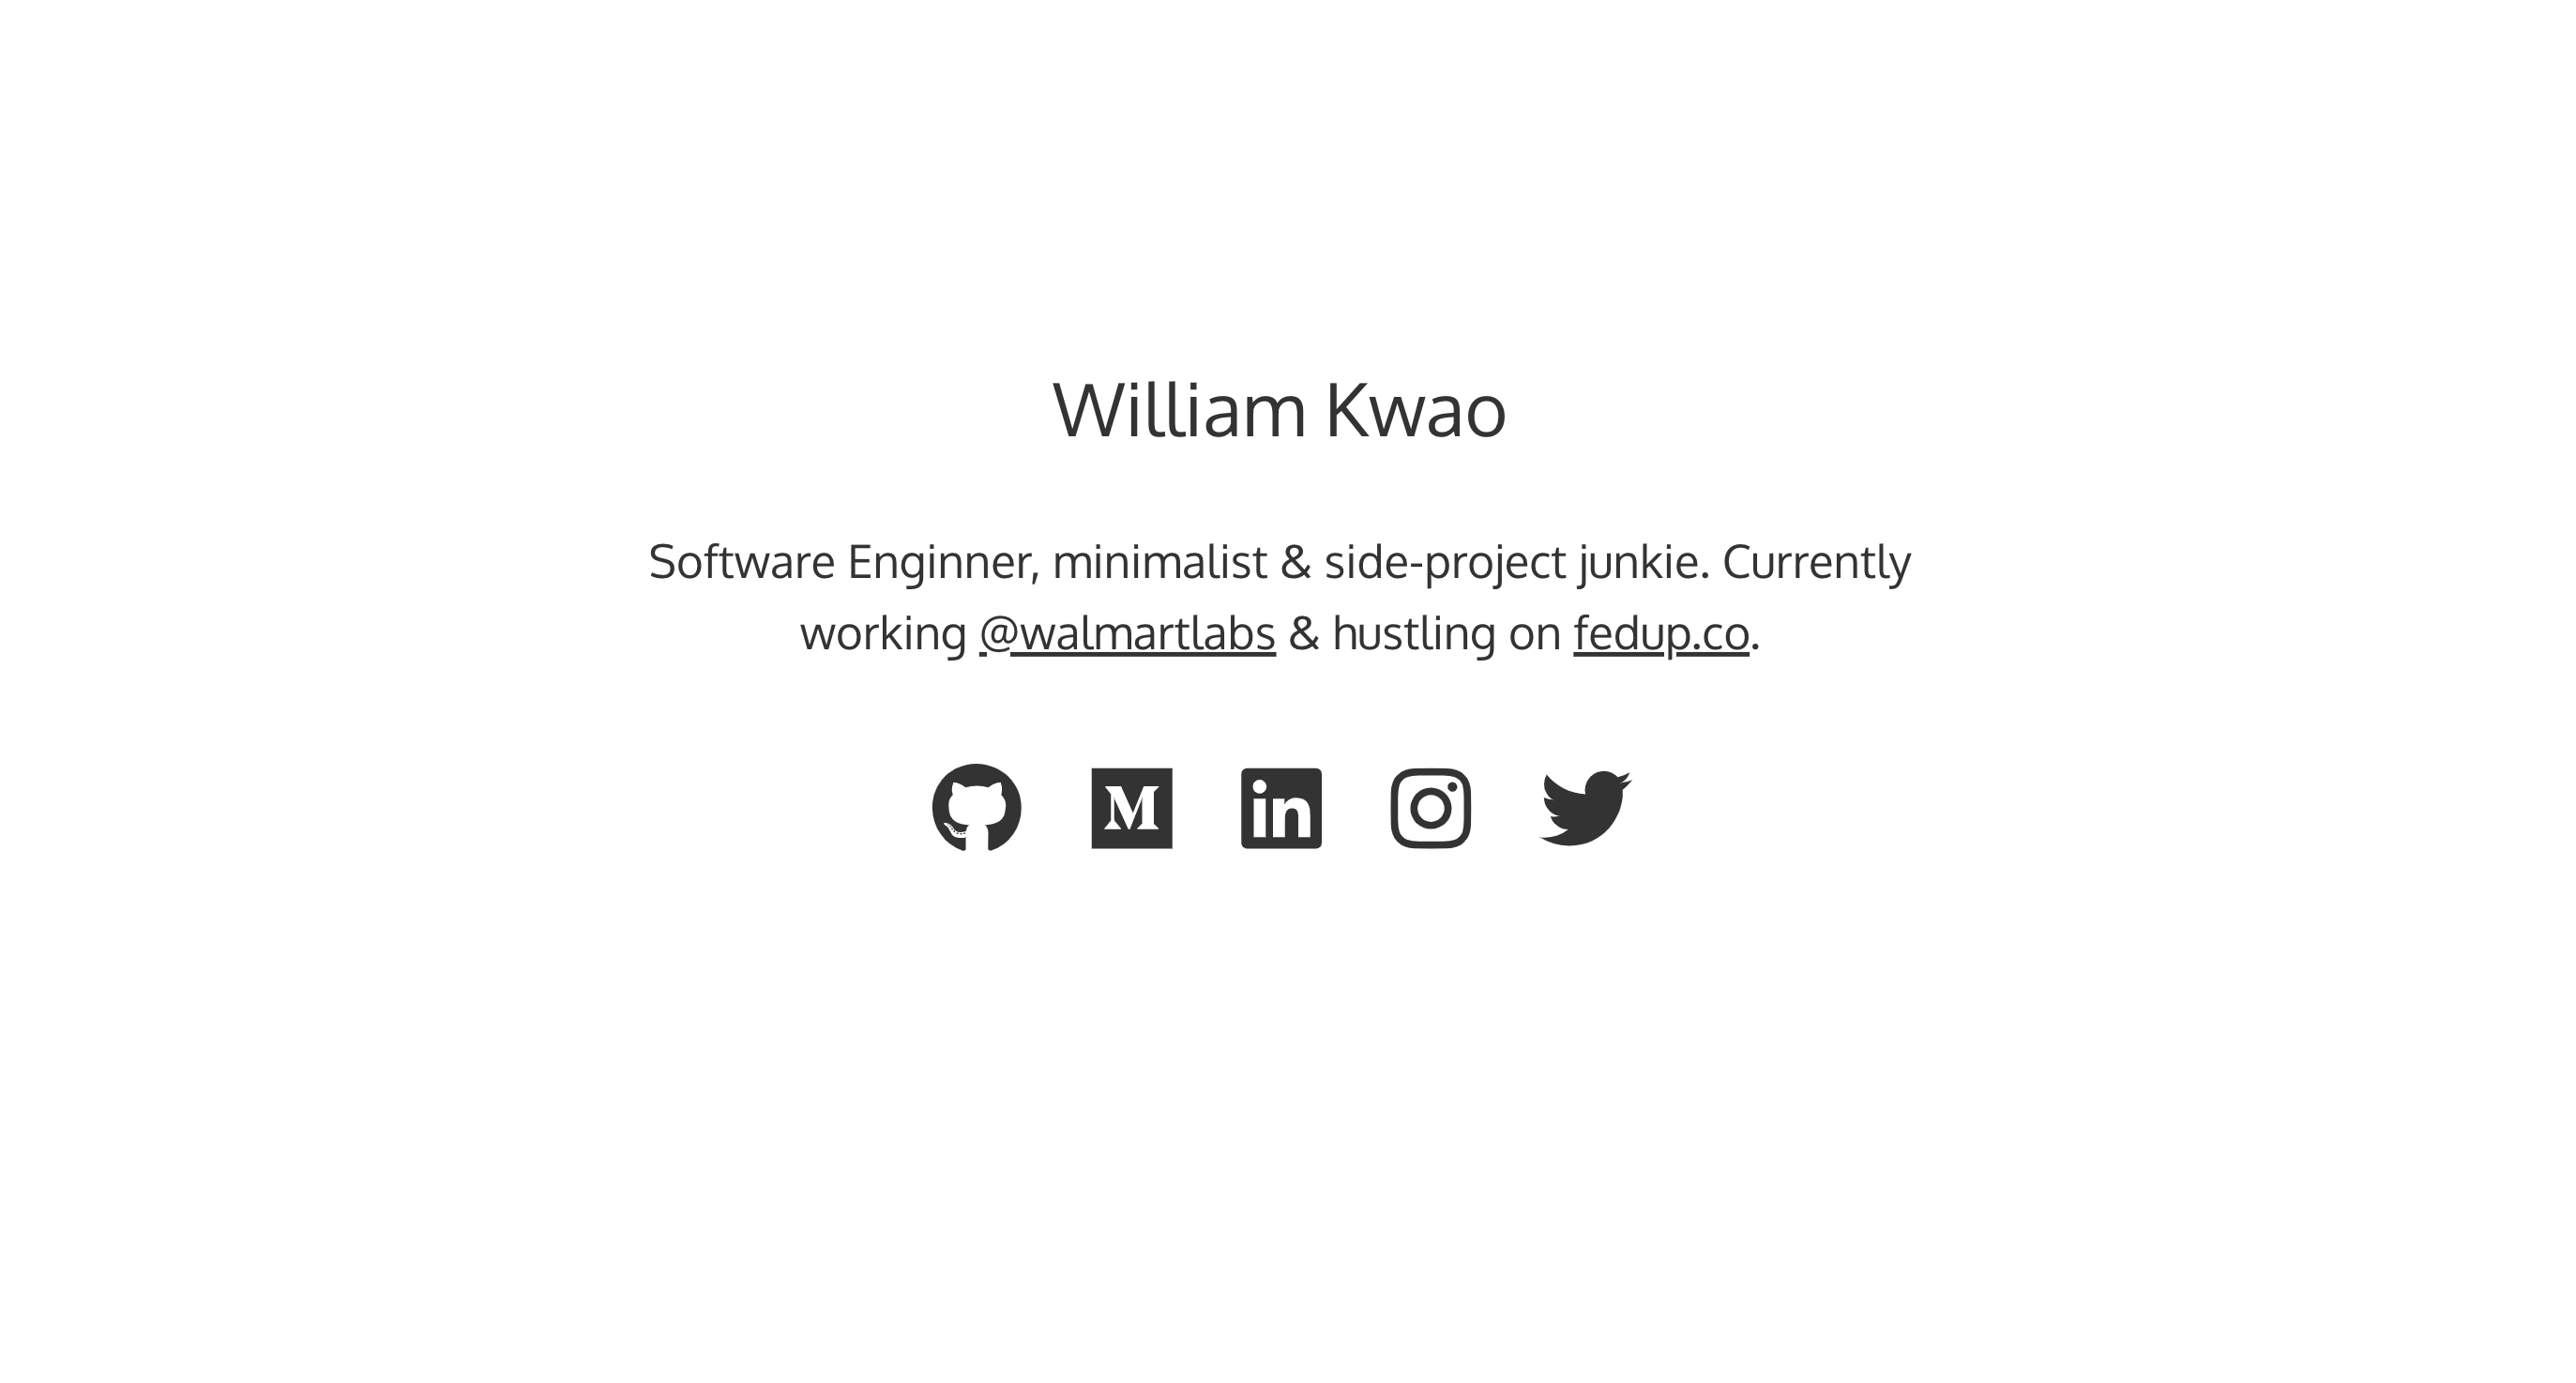 William Kwao
Software Enginner, minimalist & side-project junkie. Currently
working @walmartlabs & hustling on fedup.co.
M in